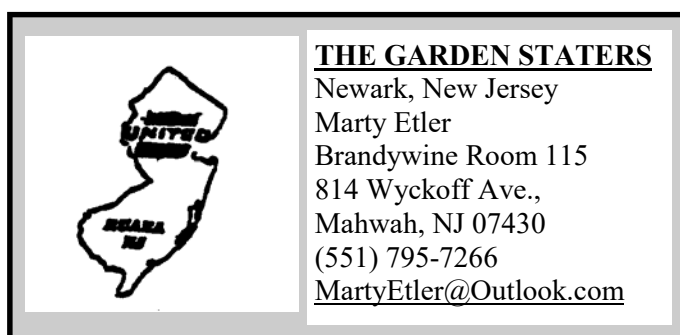 UNITED
THE GARDEN STATERS
Newark, New Jersey
Marty Etler
Brandywine Room 115
814 Wyckoff Ave.,
Mahwah, NJ 07430
(551) 795-7266
MartyEtler@Outlook.com